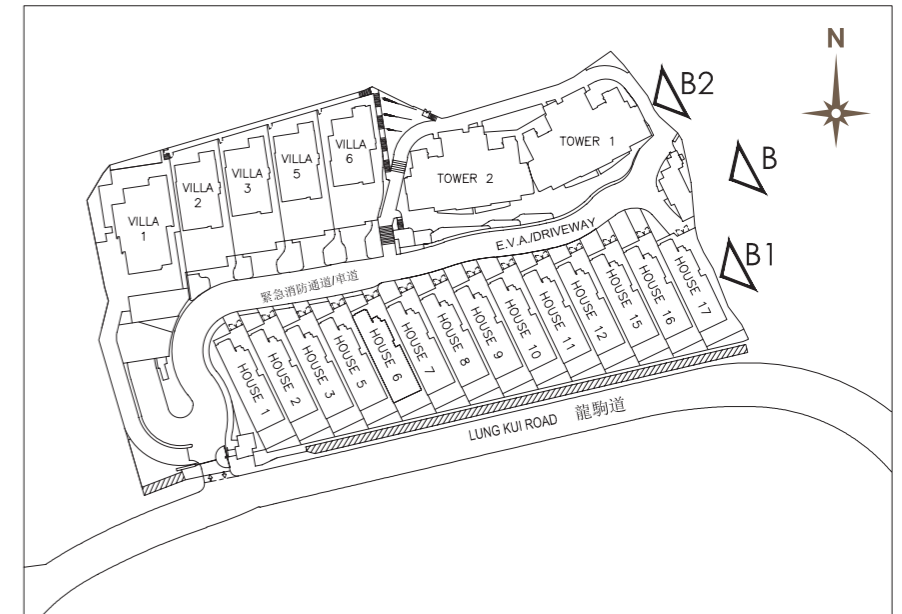 N
B2
B
B1
VILLA
1
VILLA
2
VILLA
3
VILLA
5
VILLA
6
TOWER 2
TOWER 1
E.V.A./DRIVEWAY
緊急消防通道/車道
HOUSE 1
HOUSE 2
HOUSE 3
HOUSE 5
HOUSE 6
HOUSE 7
HOUSE 8
HOUSE 9
HOUSE 10
HOUSE 11
HOUSE 12
HOUSE 15
HOUSE 16
HOUSE 17
LUNG KUI ROAD 龍駒道